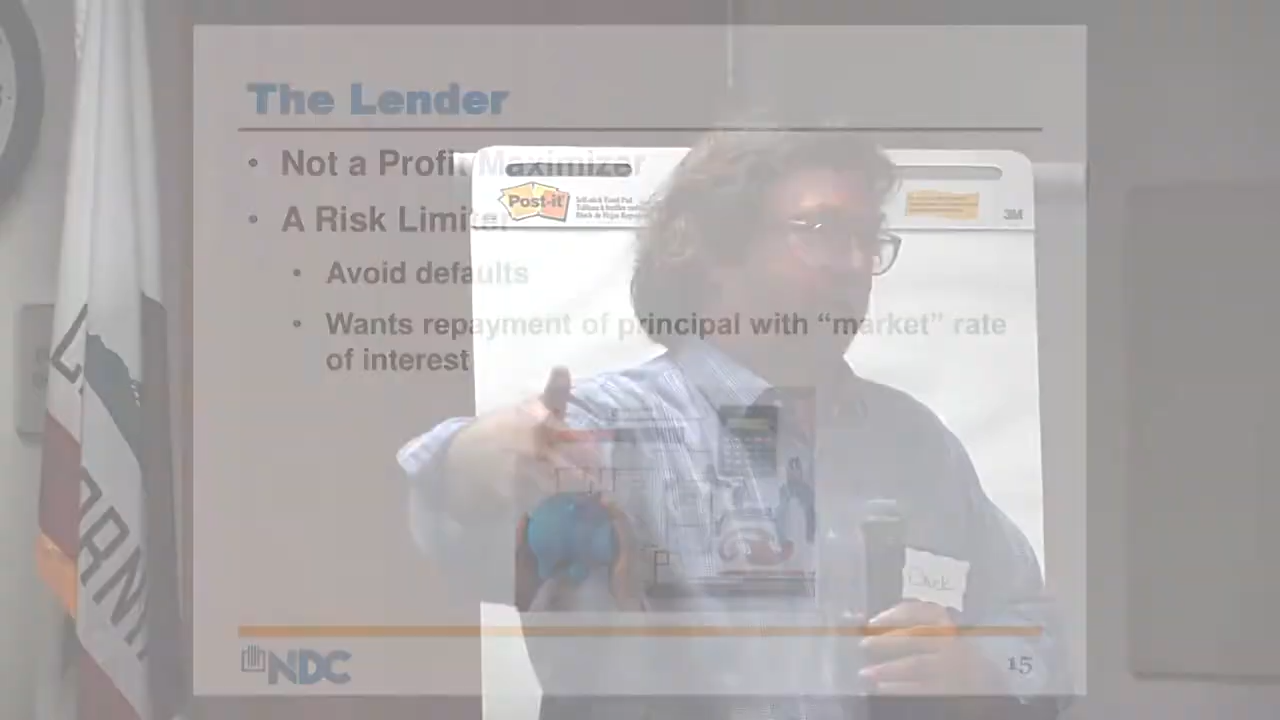 The Lender
• Not a Profit Maximizer
• A Risk Limiter
• Avoid defaults
• Wants repayment of principal with “market” rate
of interest
Post-it
3M
NDC
15